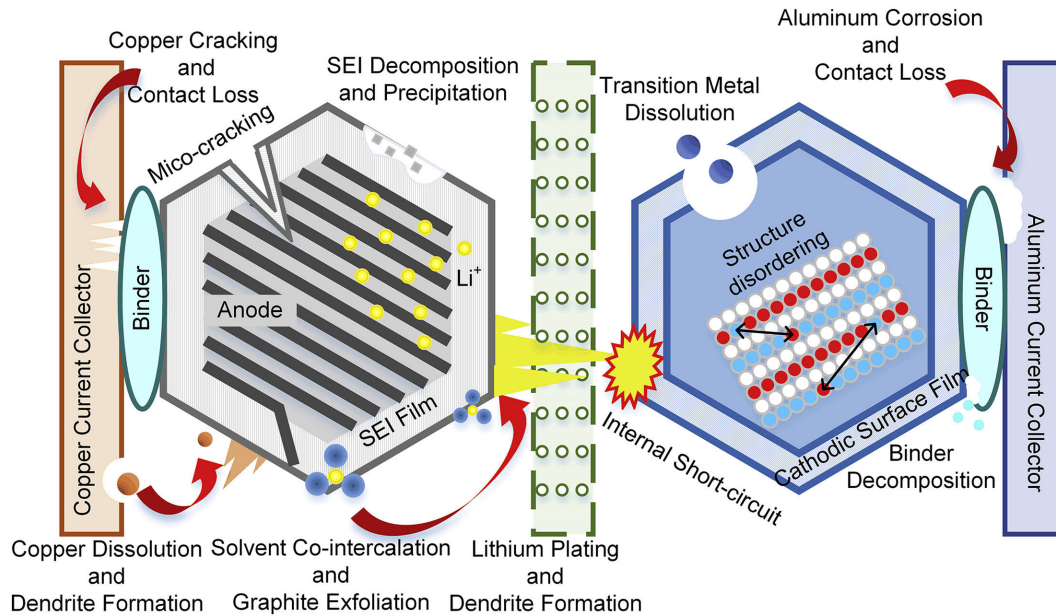 Copper Cracking
and
Contact Loss
SEI Decomposition
and Precipitation
Transition Metal
Dissolution
Aluminum Corrosion
and
Contact Loss
Mico-cracking
Copper Current Collector
Binder
Anode
Li⁺
SEI Film
Structure
disordering
Cathodic Surface Film
Internal Short-circuit
Binder
Decomposition
Binder
Aluminum Current Collector
Copper Dissolution
and
Dendrite Formation
Solvent Co-intercalation
and
Graphite Exfoliation
Lithium Plating
and
Dendrite Formation